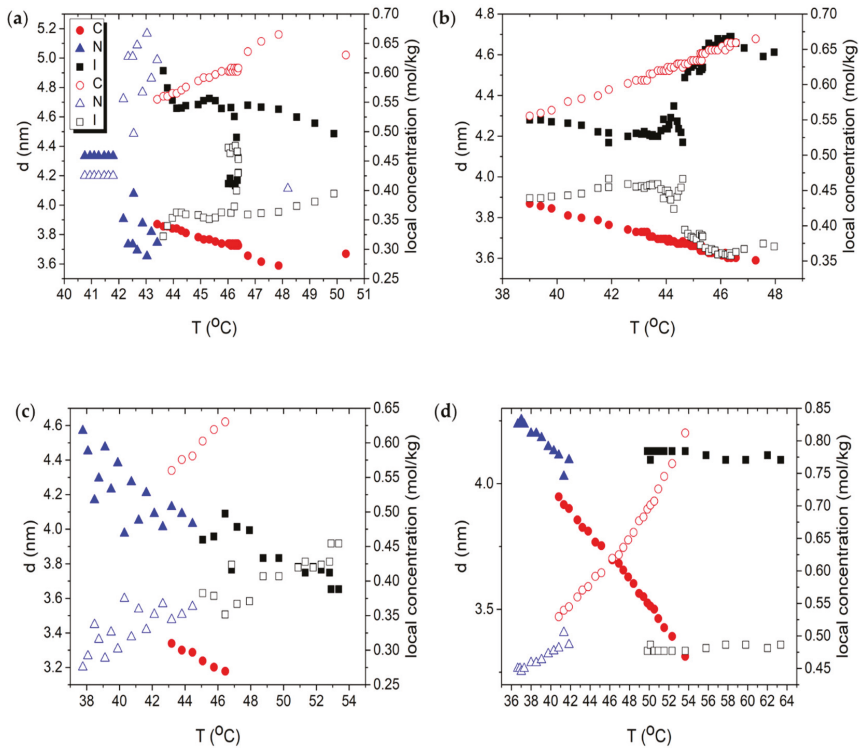 (a)
5.2
5.0
4.8
4.6
4.4
4.2
4.0
3.8
3.6
d (nm)
C
N
I
C
N
I
0.70
0.65
0.60
0.55
0.50
0.45
0.40
0.35
0.30
0.25
local concentration (mol/kg)
40 41 42 43 44 45 46 47 48 49 50 51
T (°C)
(b)
4.8
4.6
4.4
4.2
4.0
3.8
3.6
d (nm)
0.70
0.65
0.60
0.55
0.50
0.45
0.40
0.35
local concentration (mol/kg)
38 40 42 44 46 48
T (°C)
(c)
4.6
4.4
4.2
4.0
3.8
3.6
3.4
3.2
d (nm)
0.65
0.60
0.55
0.50
0.45
0.40
0.35
0.30
0.25
local concentration (mol/kg)
38 40 42 44 46 48 50 52 54
T (°C)
(d)
4.0
3.5
d (nm)
0.85
0.80
0.75
0.70
0.65
0.60
0.55
0.50
0.45
local concentration (mol/kg)
36 38 40 42 44 46 48 50 52 54 56 58 60 62 64
T (°C)